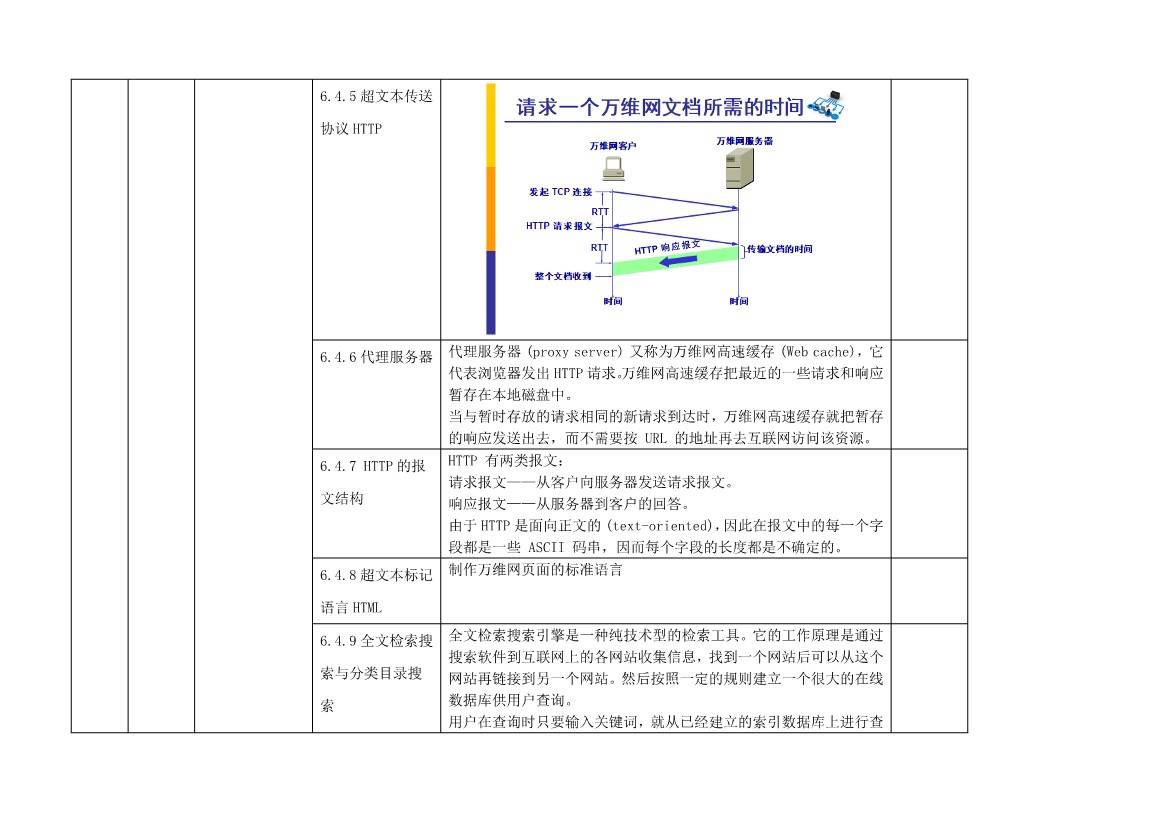 6.4.5超文本传送
协议HTTP
请求一个万维网文档所需的时间
万维网客户
万维网服务器
发起 TCP 连接
RTT
HTTP 请求报文
RTT
HTTP 响应报文
传输文档的时间
整个文档收到
时间
时间
6.4.6代理服务器
代理服务器 (proxy server) 又称为万维网高速缓存 (Web cache)，它
代表浏览器发出HTTP请求。万维网高速缓存把最近的一些请求和响应
暂存在本地磁盘中。
当与暂时存放的请求相同的新请求到达时，万维网高速缓存就把暂存
的响应发送出去，而不需要按 URL 的地址再去互联网访问该资源。
6.4.7 HTTP的报
文结构
HTTP 有两类报文：
请求报文——从客户向服务器发送请求报文。
响应报文——从服务器到客户的回答。
由于HTTP是面向正文的 (text-oriented)，因此在报文中的每一个字
段都是一些 ASCII 码串，因而每个字段的长度都是不确定的。
6.4.8超文本标记
语言HTML
制作万维网页面的标准语言
6.4.9全文检索搜
索与分类目录搜
索
全文检索搜索引擎是一种纯技术型的检索工具。它的工作原理是通过
搜索软件到互联网上的各网站收集信息，找到一个网站后可以从这个
网站再链接到另一个网站。然后按照一定的规则建立一个很大的在线
数据库供用户查询。
用户在查询时只要输入关键词，就从已经建立的索引数据库上进行查